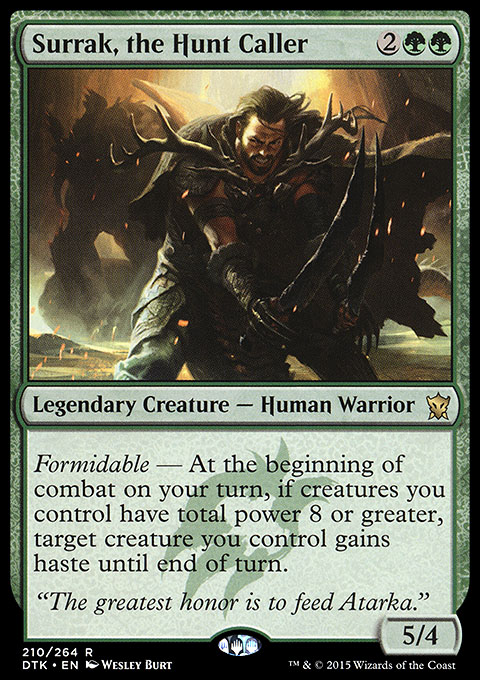 Surrak, the Hunt Caller 2
Legendary Creature — Human Warrior
Formidable — At the beginning of
combat on your turn, if creatures you
control have total power 8 or greater,
target creature you control gains
haste until end of turn.
“The greatest honor is to feed Atarka.”
5/4
210/264 R
DTK • EN Wesley Burt
™ & © 2015 Wizards of the Coast